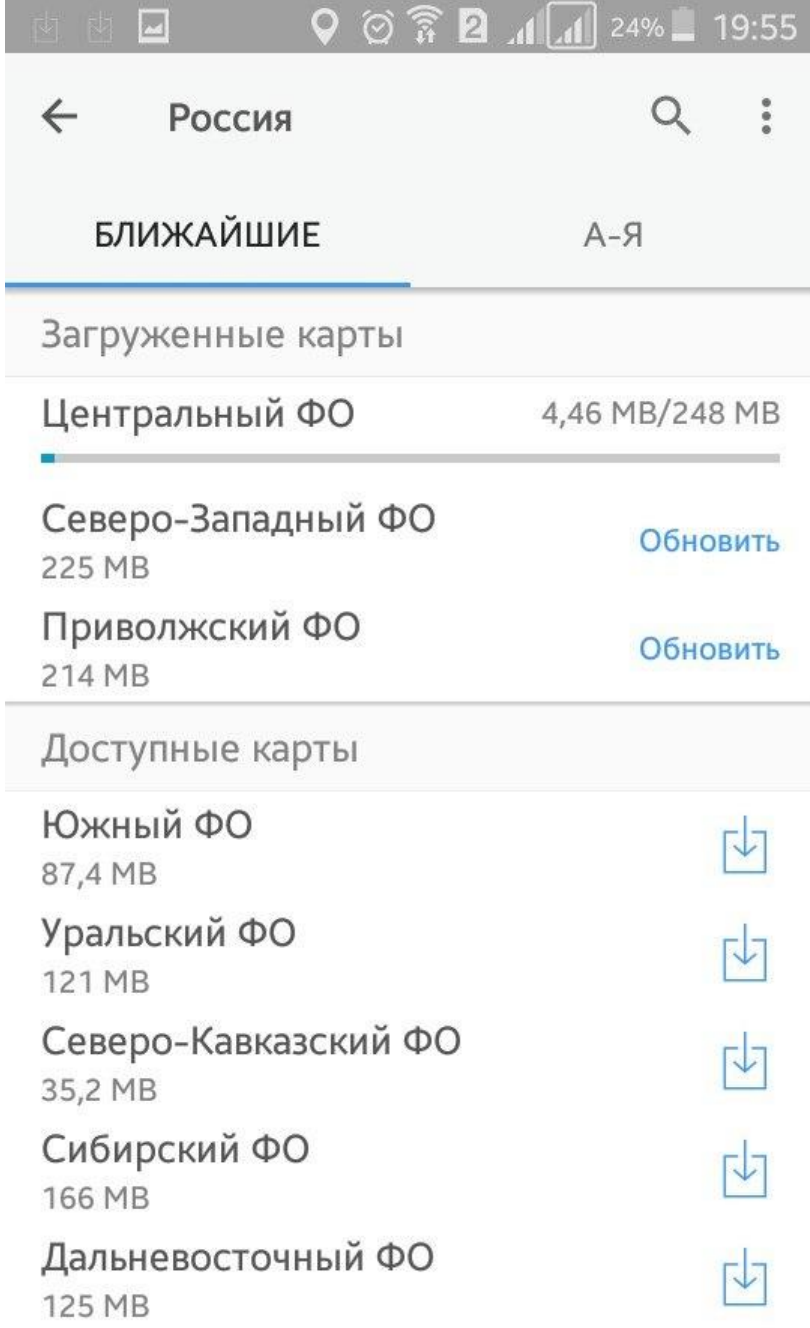 2 24% 19:55
Россия
БЛИЖАЙШИЕ А-Я
Загруженные карты
Центральный ФО 4,46 MB/248 MB
Северо-Западный ФО
Обновить
225 MB
Приволжский ФО
Обновить
214 MB
Доступные карты
Южный ФО
87,4 MB
Уральский ФО
121 MB
Северо-Кавказский ФО
35,2 MB
Сибирский ФО
166 MB
Дальневосточный ФО
125 MB